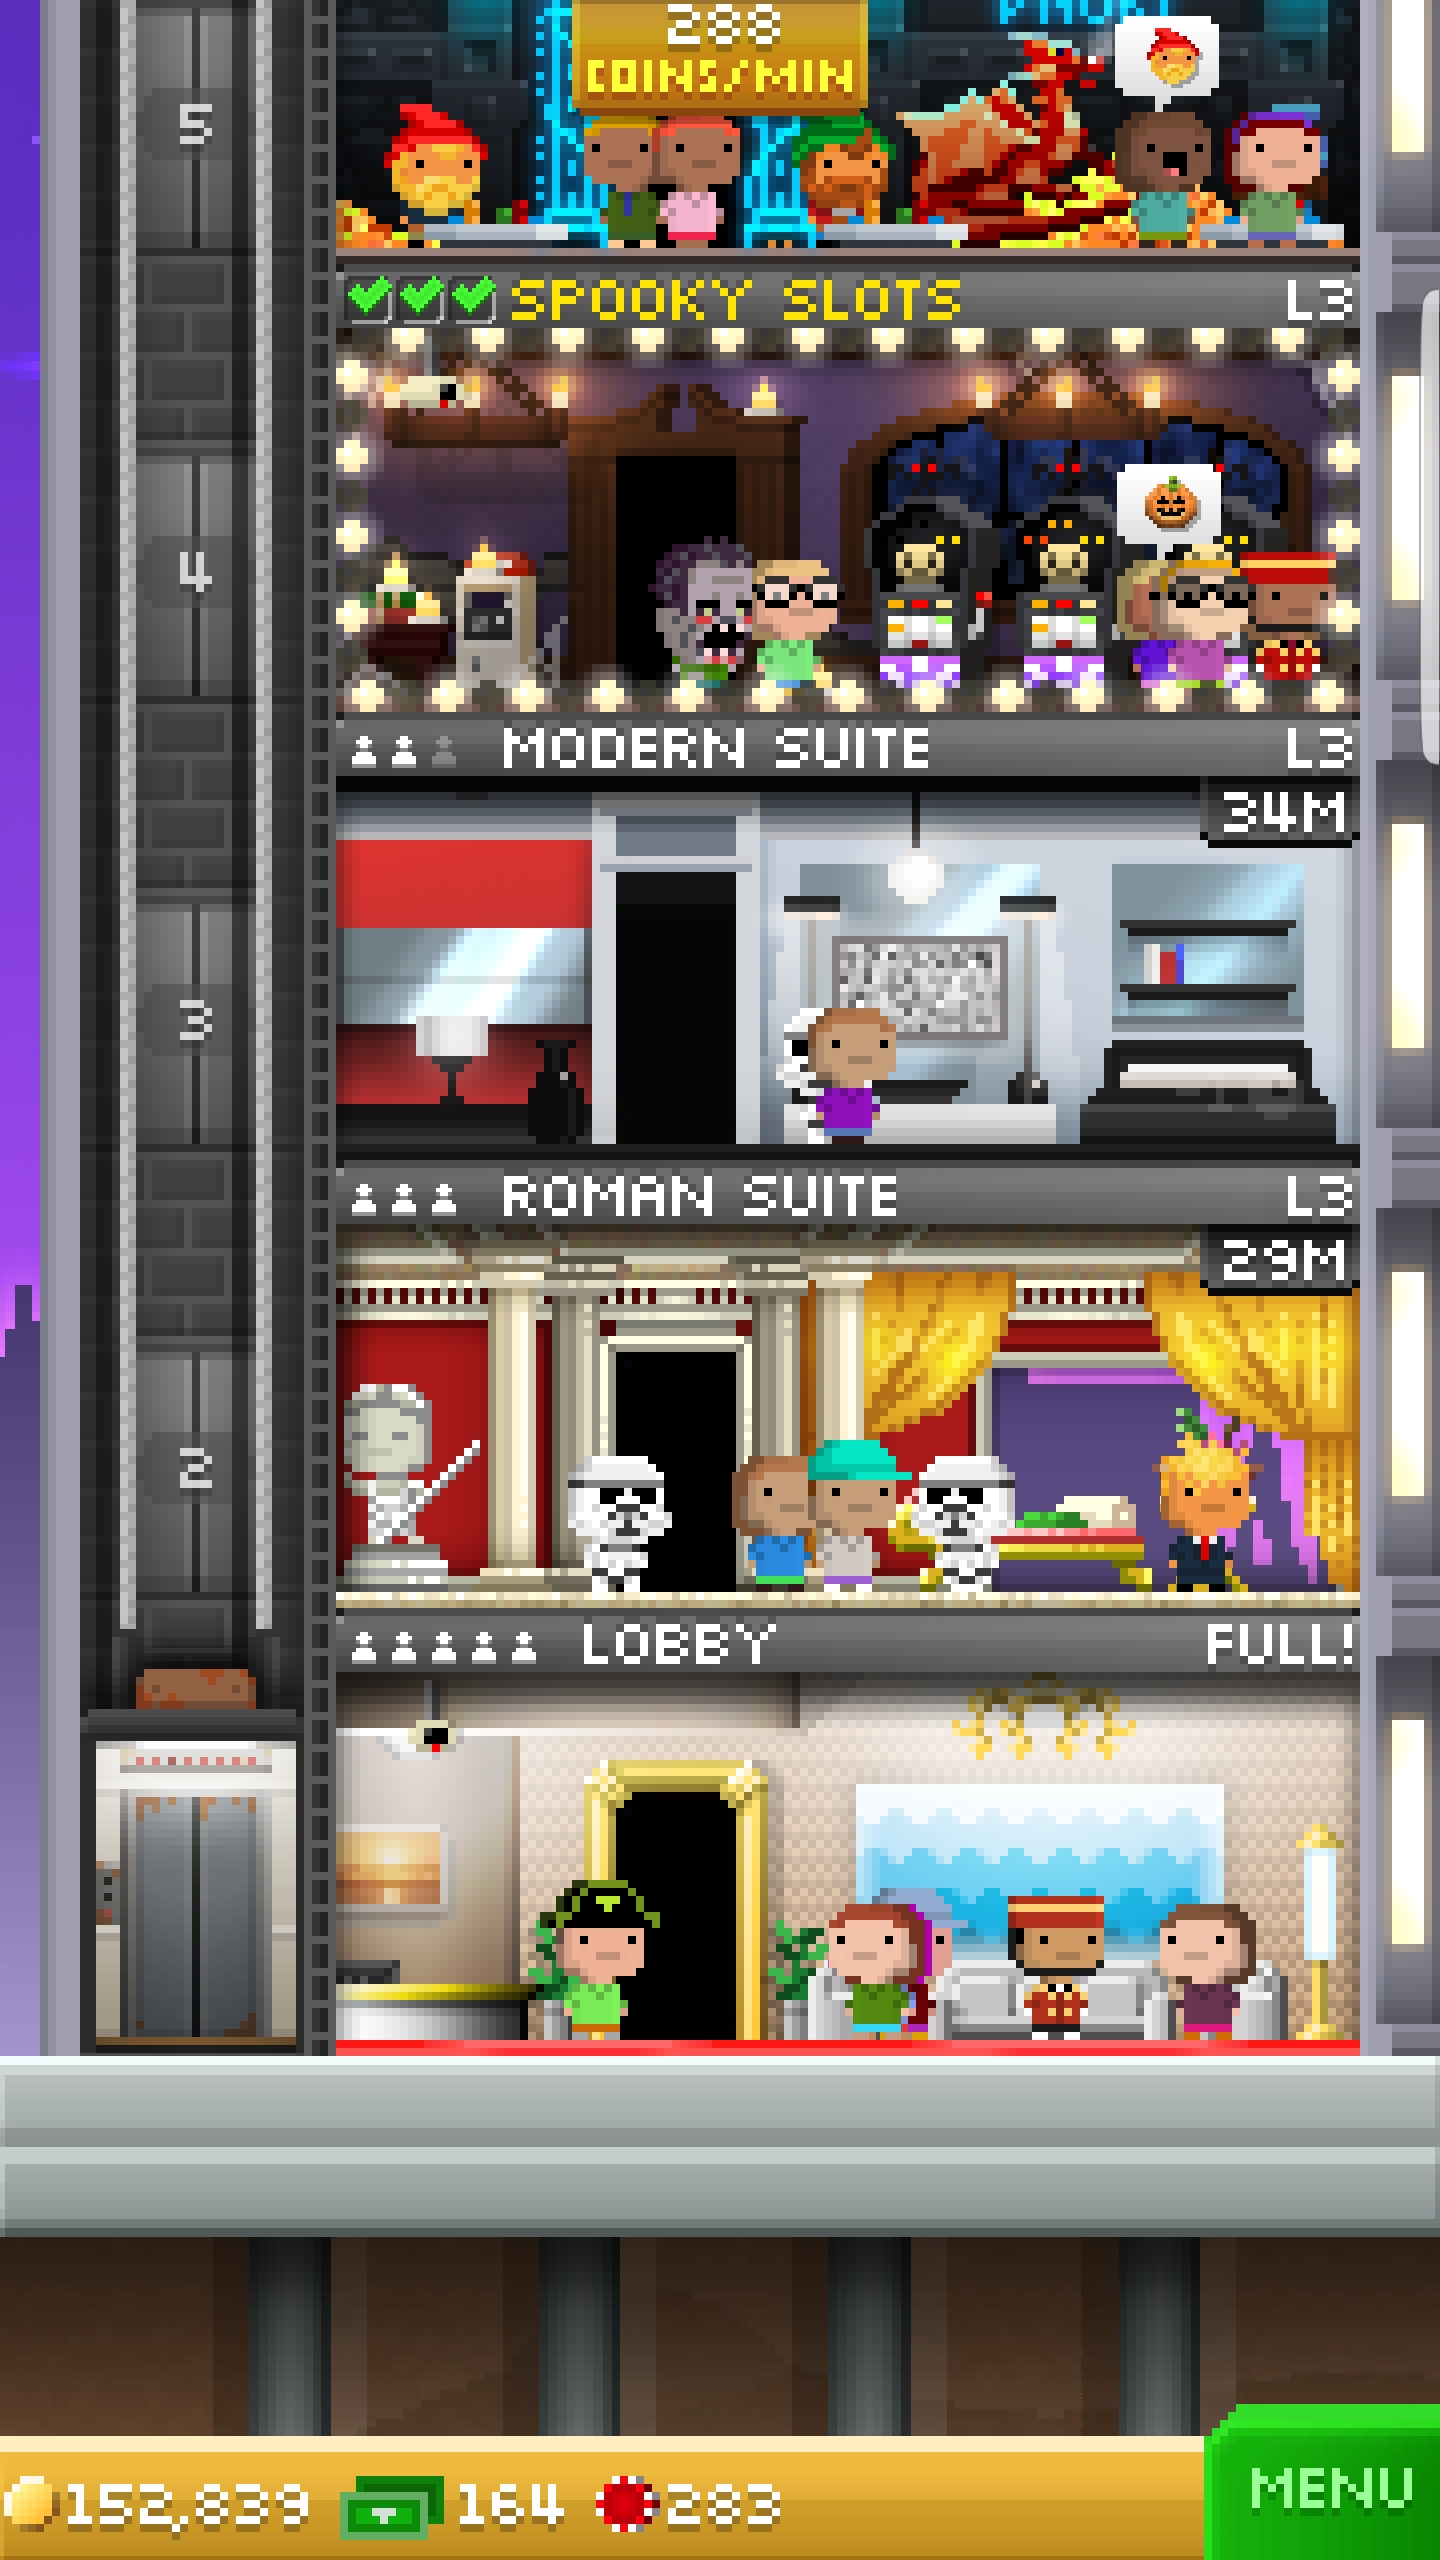 288
COINS/MIN
5
SPOOKY SLOTS L3
4
MODERN SUITE L3
34M
3
ROMAN SUITE L3
29M
2
LOBBY FULL!
152,839 164 283
MENU